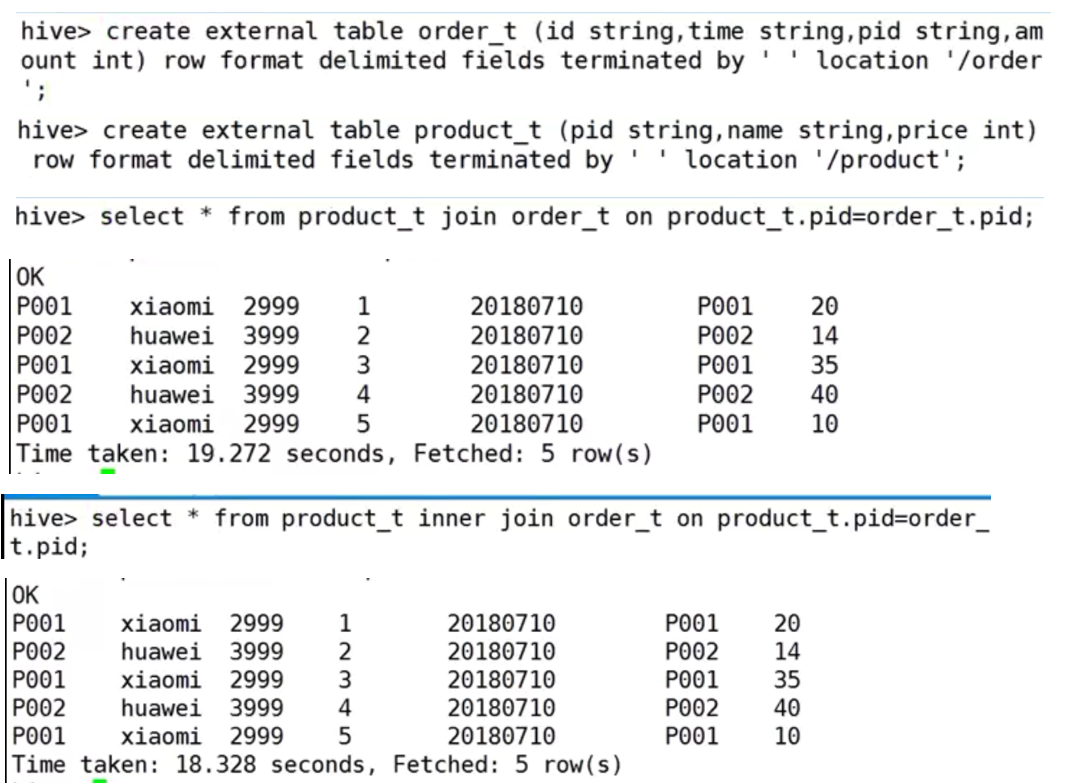 hive> create external table order_t (id string,time string,pid string,am
ount int) row format delimited fields terminated by ' ' location '/order
';
hive> create external table product_t (pid string,name string,price int)
 row format delimited fields terminated by ' ' location '/product';
hive> select * from product_t join order_t on product_t.pid=order_t.pid;
OK
P001 xiaomi 2999 1 20180710 P001 20
P002 huawei 3999 2 20180710 P002 14
P001 xiaomi 2999 3 20180710 P001 35
P002 huawei 3999 4 20180710 P002 40
P001 xiaomi 2999 5 20180710 P001 10
Time taken: 19.272 seconds, Fetched: 5 row(s)
hive> select * from product_t inner join order_t on product_t.pid=order_
t.pid;
OK
P001 xiaomi 2999 1 20180710 P001 20
P002 huawei 3999 2 20180710 P002 14
P001 xiaomi 2999 3 20180710 P001 35
P002 huawei 3999 4 20180710 P002 40
P001 xiaomi 2999 5 20180710 P001 10
Time taken: 18.328 seconds, Fetched: 5 row(s)